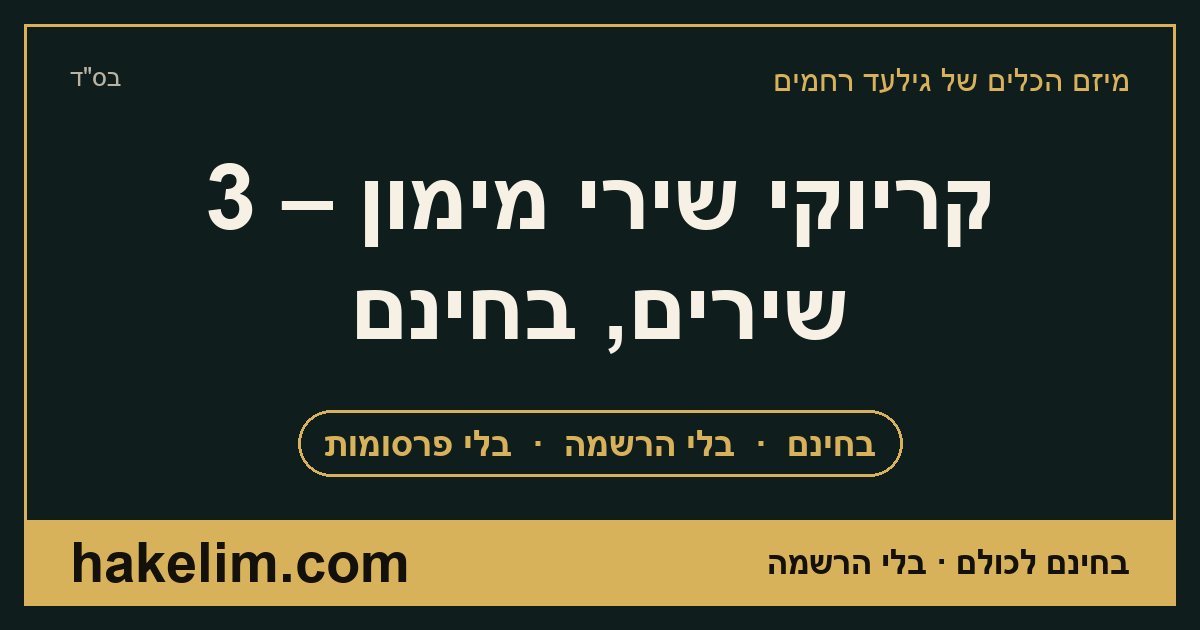 מיזם הכלים של גילעד רחמים
בס"ד
קריוקי שירי מימון – 3
שירים, בחינם
בחינם · בלי הרשמה · בלי פרסומות
בחינם לכולם · בלי הרשמה
hakelim.com